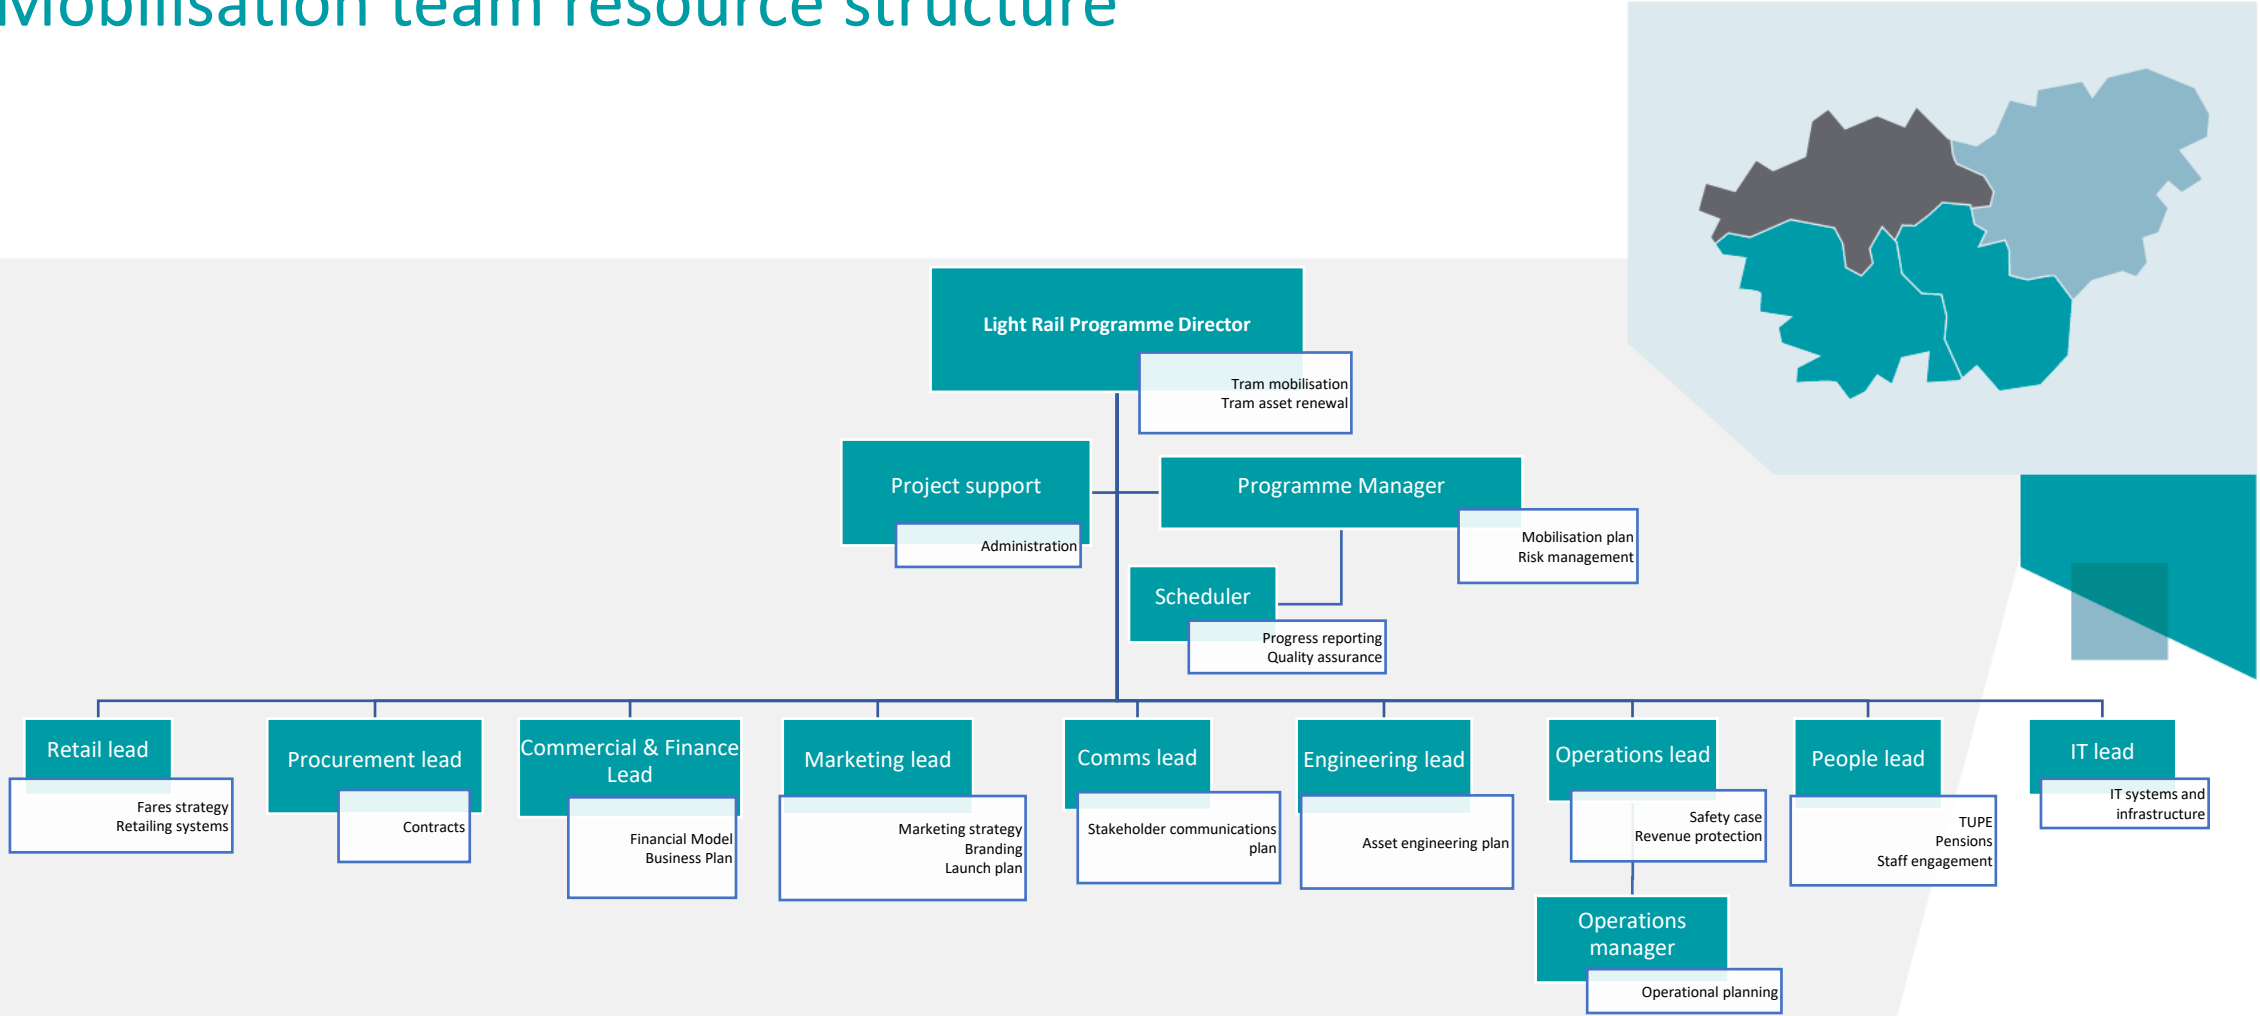 Mobilisation team resource structure
Light Rail Programme Director
Tram mobilisation
Tram asset renewal
Project support
Administration
Programme Manager
Mobilisation plan
Risk management
Scheduler
Progress reporting
Quality assurance
Retail lead
Fares strategy
Retailing systems
Procurement lead
Contracts
Commercial & Finance
Lead
Financial Model
Business Plan
Marketing lead
Marketing strategy
Branding
Launch plan
Comms lead
Stakeholder communications
plan
Engineering lead
Asset engineering plan
Operations lead
Safety case
Revenue protection
Operations
manager
Operational planning
People lead
TUPE
Pensions
Staff engagement
IT lead
IT systems and
infrastructure